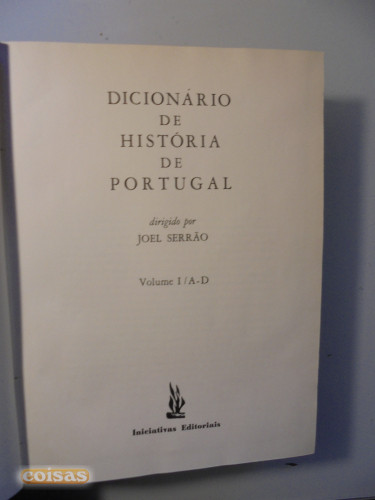 DICIONÁRIO
DE
HISTÓRIA
DE
PORTUGAL
dirigido por
JOEL SERRÃO
Volume I/A-D
Iniciativas Editoriais
coisas